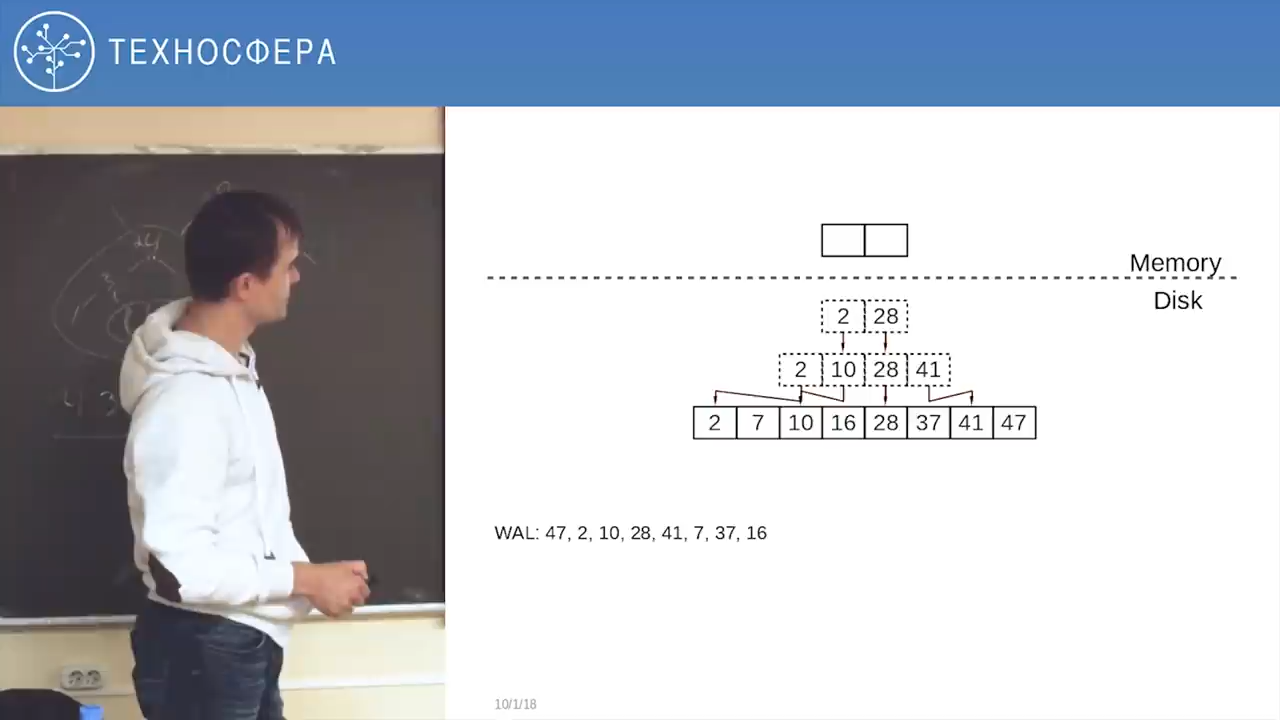 ТЕХНОСФЕРА
Memory
Disk
2 28
2 10 28 41
2 7 10 16 28 37 41 47
WAL: 47, 2, 10, 28, 41, 7, 37, 16
10/1/18